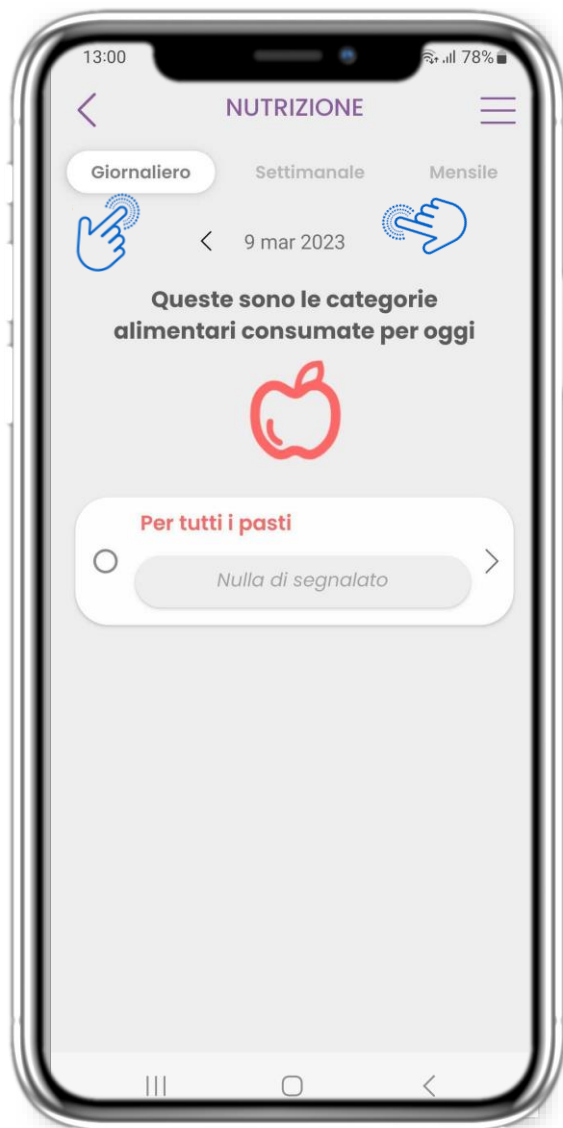 13:00 78%
NUTRIZIONE
Giornaliero Settimanale Mensile
9 mar 2023
Queste sono le categorie
alimentari consumate per oggi
Per tutti i pasti
Nulla di segnalato